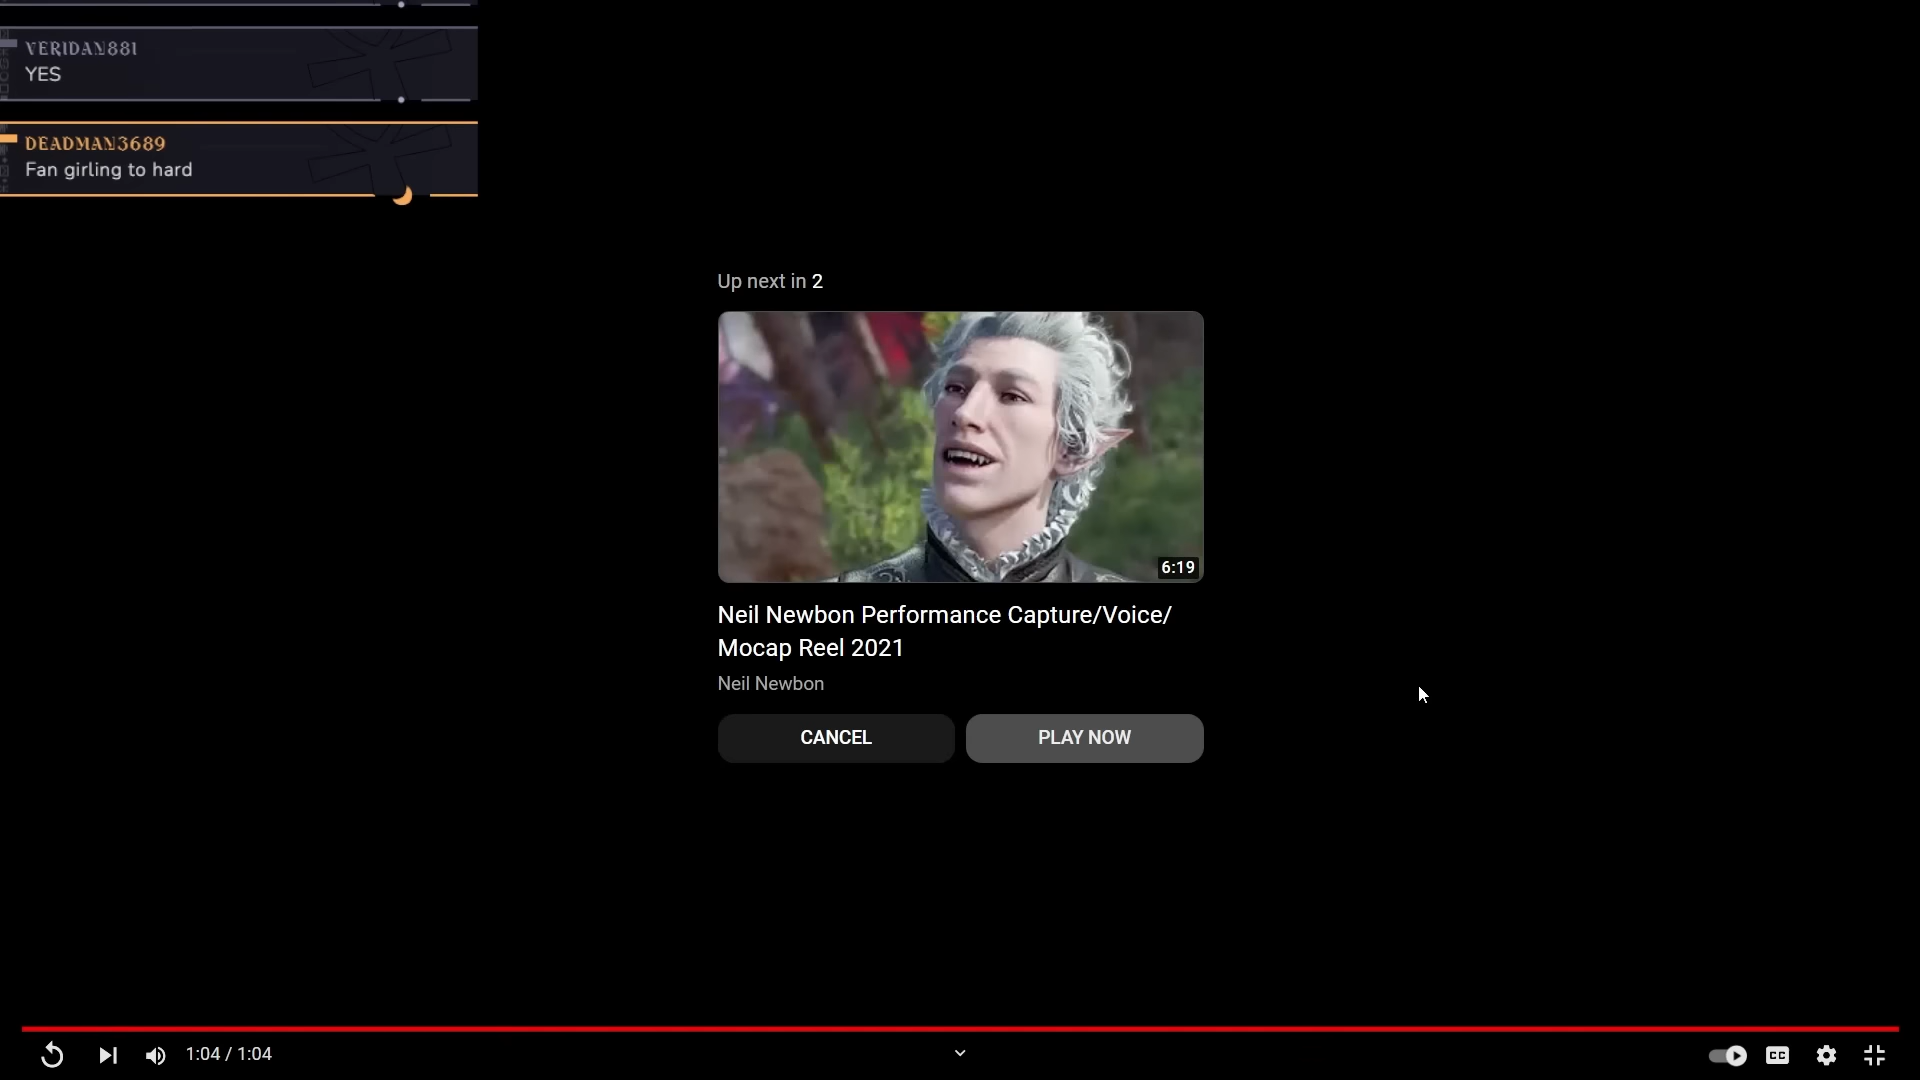 VERIDAN881
YES
DEADMAN3689
Fan girling to hard
Up next in 2
6:19
Neil Newbon Performance Capture/Voice/
Mocap Reel 2021
Neil Newbon
CANCEL
PLAY NOW
1:04 / 1:04
CC